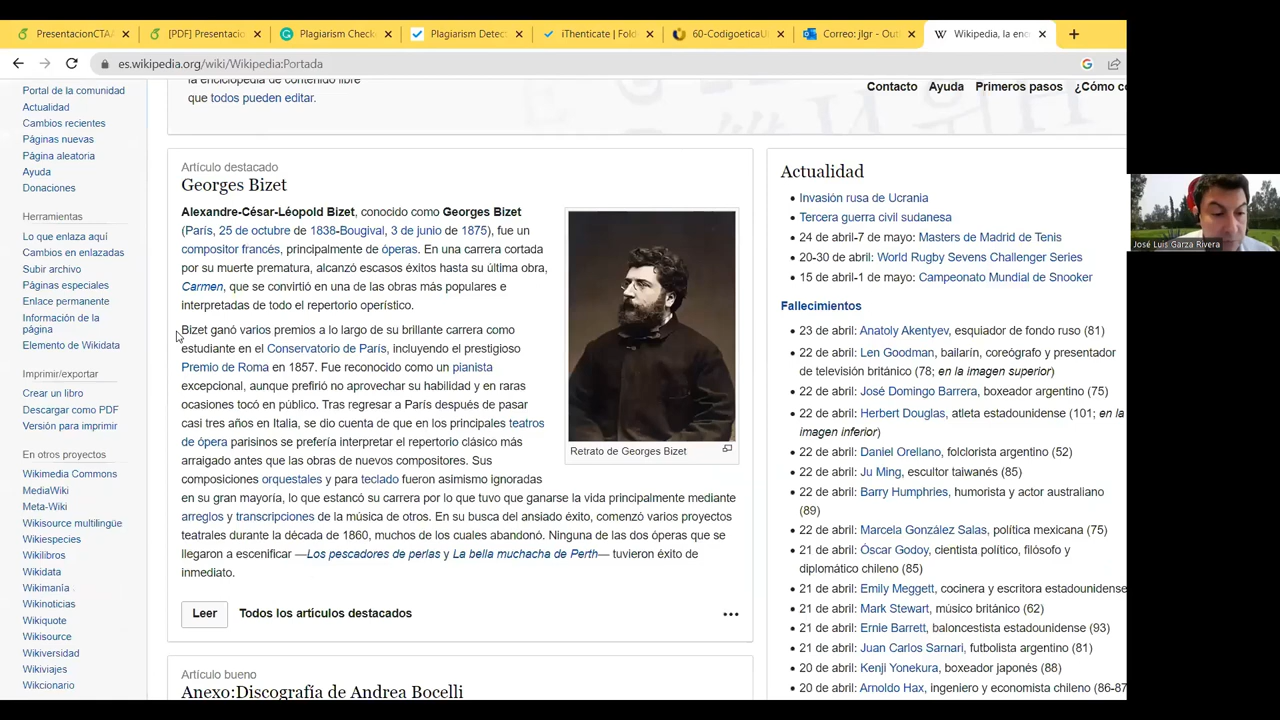 PresentacionCTAA
[PDF] Presentacio
Plagiarism Check
Plagiarism Detec
iThenticate | Fold
60-CodigoeticaU
Correo: jlgr - Out
Wikipedia, la enc
es.wikipedia.org/wiki/Wikipedia:Portada
Portal de la comunidad
Actualidad
Cambios recientes
Páginas nuevas
Página aleatoria
Ayuda
Donaciones
Herramientas
Lo que enlaza aquí
Cambios en enlazadas
Subir archivo
Páginas especiales
Enlace permanente
Información de la
página
Elemento de Wikidata
Imprimir/exportar
Crear un libro
Descargar como PDF
Versión para imprimir
En otros proyectos
Wikimedia Commons
MediaWiki
Meta-Wiki
Wikisource multilingüe
Wikiespecies
Wikilibros
Wikidata
Wikimanía
Wikinoticias
Wikiquote
Wikisource
Wikiversidad
Wikiviajes
Wikcionario
la enciclopedia de contenido libre
que todos pueden editar.
Contacto Ayuda Primeros pasos ¿Cómo co
Artículo destacado
Georges Bizet
Alexandre-César-Léopold Bizet, conocido como Georges Bizet
(París, 25 de octubre de 1838-Bougival, 3 de junio de 1875), fue un
compositor francés, principalmente de óperas. En una carrera cortada
por su muerte prematura, alcanzó escasos éxitos hasta su última obra,
Carmen, que se convirtió en una de las obras más populares e
interpretadas de todo el repertorio operístico.
Bizet ganó varios premios a lo largo de su brillante carrera como
estudiante en el Conservatorio de París, incluyendo el prestigioso
Premio de Roma en 1857. Fue reconocido como un pianista
excepcional, aunque prefirió no aprovechar su habilidad y en raras
ocasiones tocó en público. Tras regresar a París después de pasar
casi tres años en Italia, se dio cuenta de que en los principales teatros
de ópera parisinos se prefería interpretar el repertorio clásico más
arraigado antes que las obras de nuevos compositores. Sus
composiciones orquestales y para teclado fueron asimismo ignoradas
en su gran mayoría, lo que estancó su carrera por lo que tuvo que ganarse la vida principalmente mediante
arreglos y transcripciones de la música de otros. En su busca del ansiado éxito, comenzó varios proyectos
teatrales durante la década de 1860, muchos de los cuales abandonó. Ninguna de las dos óperas que se
llegaron a escenificar —Los pescadores de perlas y La bella muchacha de Perth— tuvieron éxito de
inmediato.
Retrato de Georges Bizet
Leer Todos los artículos destacados
Artículo bueno
Anexo:Discografía de Andrea Bocelli
Actualidad
Invasión rusa de Ucrania
Tercera guerra civil sudanesa
24 de abril-7 de mayo: Masters de Madrid de Tenis
20-30 de abril: World Rugby Sevens Challenger Series
15 de abril-1 de mayo: Campeonato Mundial de Snooker
Fallecimientos
23 de abril: Anatoly Akentyev, esquiador de fondo ruso (81)
22 de abril: Len Goodman, bailarín, coreógrafo y presentador
de televisión británico (78; en la imagen superior)
22 de abril: José Domingo Barrera, boxeador argentino (75)
22 de abril: Herbert Douglas, atleta estadounidense (101; en la
imagen inferior)
22 de abril: Daniel Orellano, folclorista argentino (52)
22 de abril: Ju Ming, escultor taiwanés (85)
22 de abril: Barry Humphries, humorista y actor australiano
(89)
22 de abril: Marcela González Salas, política mexicana (75)
21 de abril: Óscar Godoy, cientista político, filósofo y
diplomático chileno (85)
21 de abril: Emily Meggett, cocinera y escritora estadounidense
21 de abril: Mark Stewart, músico británico (62)
21 de abril: Ernie Barrett, baloncestista estadounidense (93)
21 de abril: Juan Carlos Sarnari, futbolista argentino (81)
20 de abril: Kenji Yonekura, boxeador japonés (88)
20 de abril: Arnoldo Hax, ingeniero y economista chileno (86-87
José Luis Garza Rivera